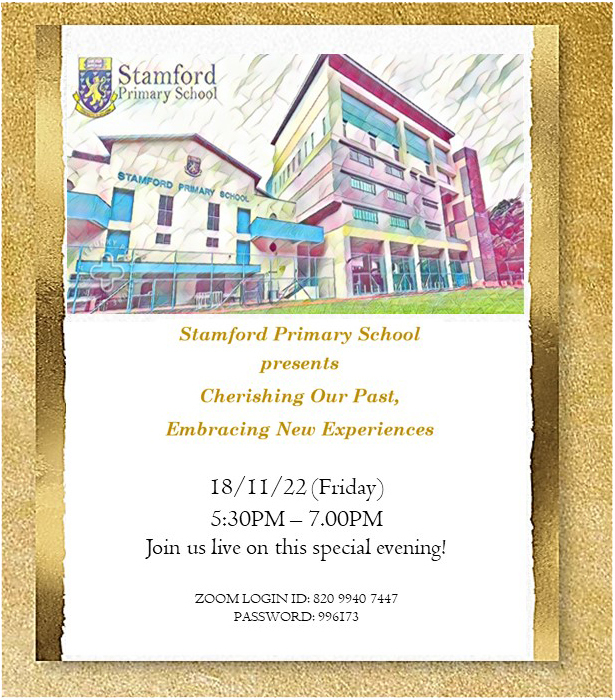 Stamford
Primary School
STAMFORD PRIMARY SCHOOL
Stamford Primary School
presents
Cherishing Our Past,
Embracing New Experiences
18/11/22 (Friday)
5:30PM – 7.00PM
Join us live on this special evening!
ZOOM LOGIN ID: 820 9940 7447
PASSWORD: 996173